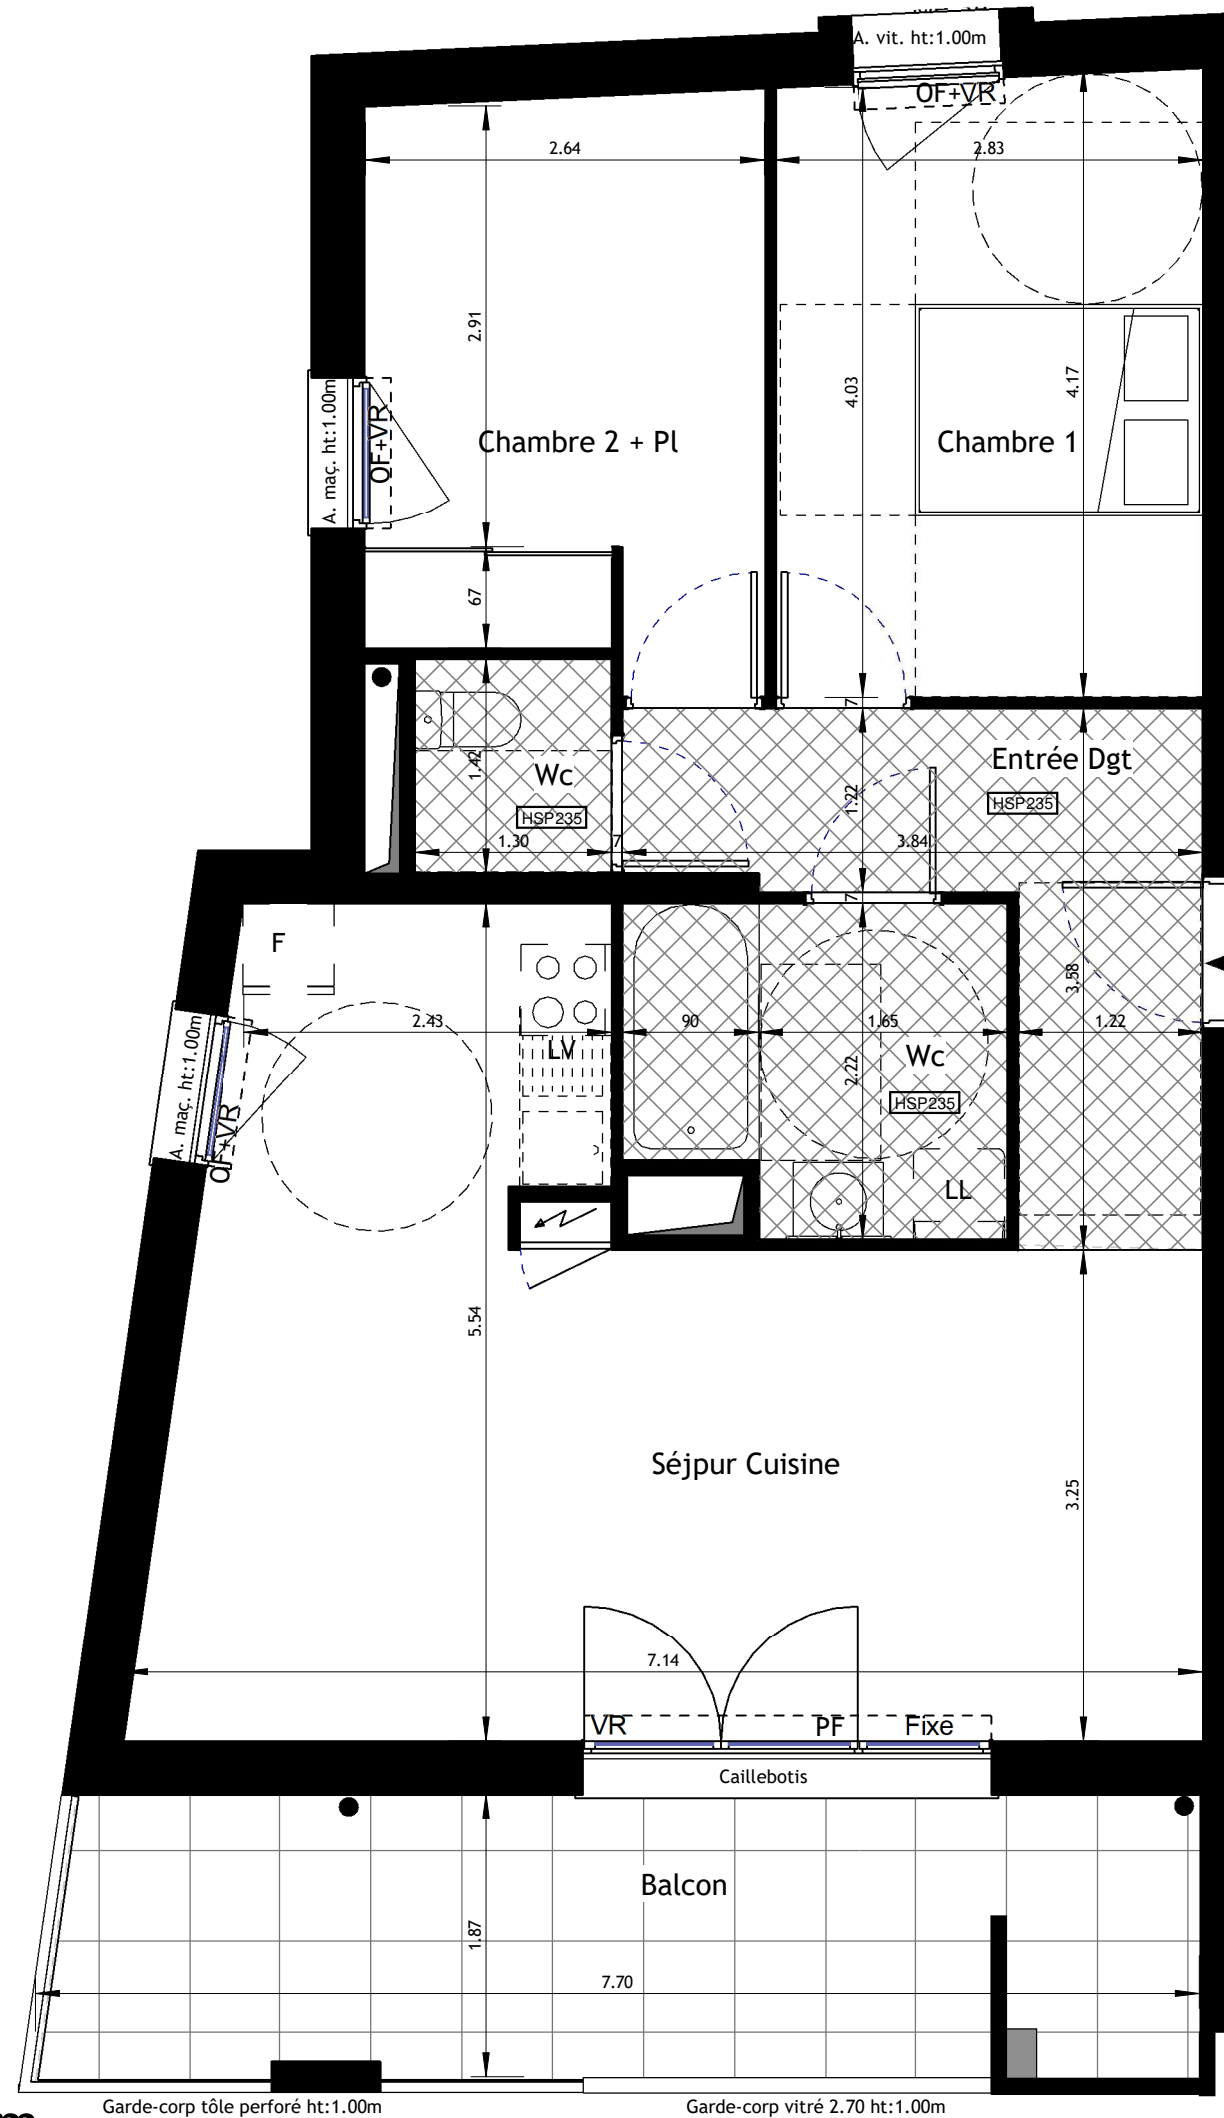 A. vit. ht:1.00m
OF+VR
2.64
2.83
2.91
4.03
4.17
A. maç. ht:1.00m
OF+VR
Chambre 2 + Pl
Chambre 1
67
7
1.42
Wc
HSP235
1.30
7
1.22
Entrée Dgt
HSP235
3.84
7
F
3.58
A. maç. ht:1.00m
OF+VR
2.43
LV
90
1.65
1.22
2.22
Wc
HSP235
LL
5.54
Séjpur Cuisine
3.25
7.14
VR
PF
Fixe
Caillebotis
Balcon
1.87
7.70
Garde-corp tôle perforé ht:1.00m
Garde-corp vitré 2.70 ht:1.00m